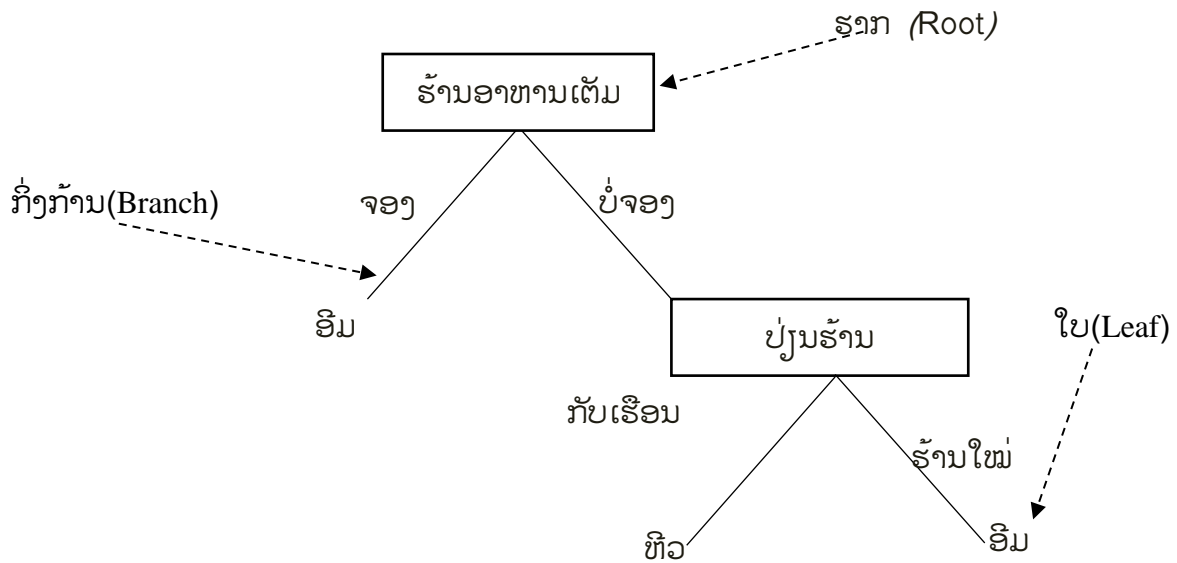 ຮາກ (Root)
ຮ້ານອາຫານເຕັມ
ກິ່ງກ້ານ(Branch)
ຈອງ
ບໍ່ຈອງ
ອີມ
ປ່ຽນຮ້ານ
ໃບ(Leaf)
ກັບເຮືອນ
ຮ້ານໃໝ່
ຫີວ
ອີມ